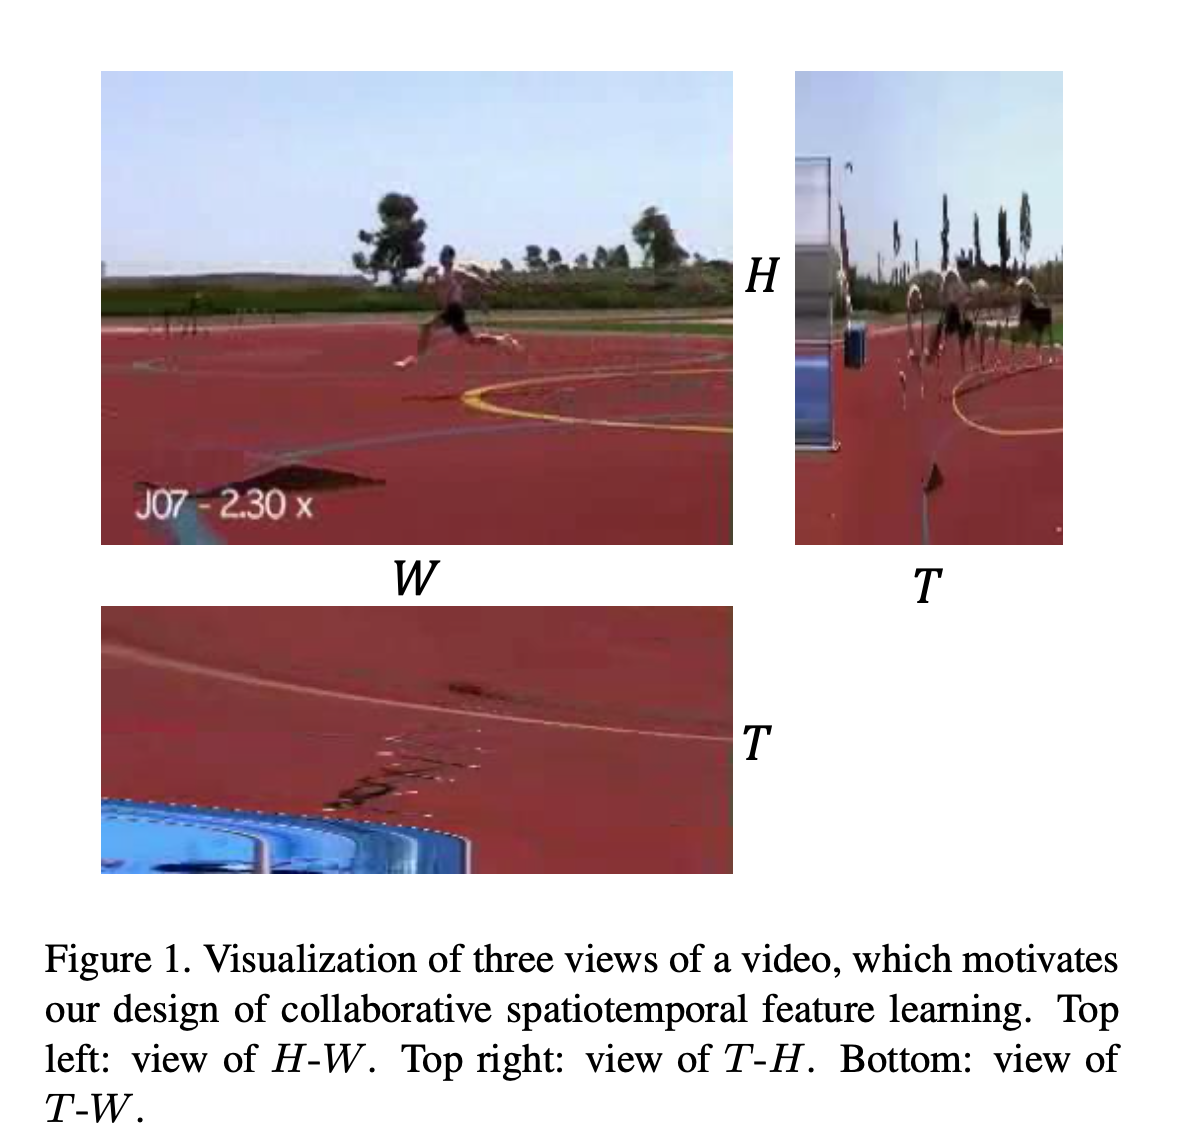 H
J07 - 2.30 x
W
T
T
Figure 1. Visualization of three views of a video, which motivates
our design of collaborative spatiotemporal feature learning. Top
left: view of H-W. Top right: view of T-H. Bottom: view of
T-W.